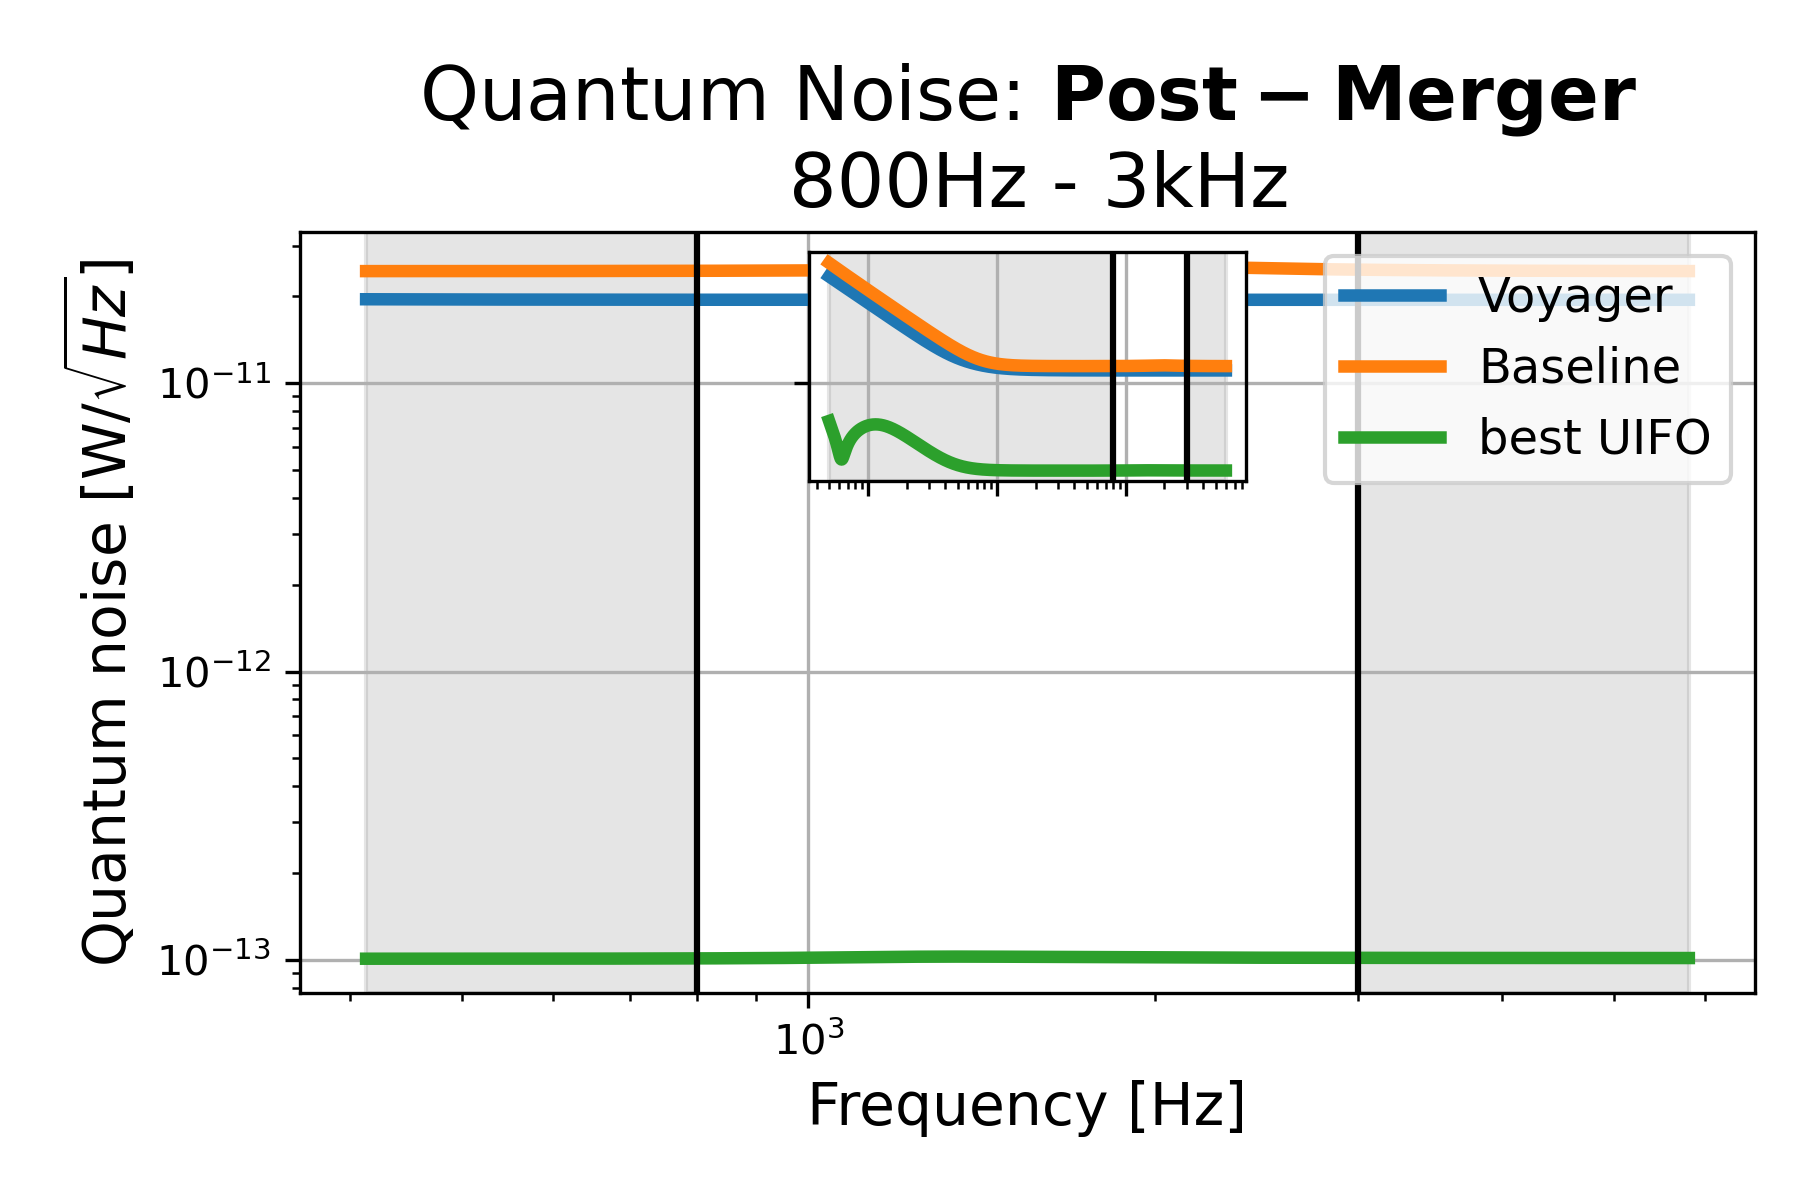 Quantum Noise: Post − Merger
800Hz - 3kHz
Quantum noise [W/√Hz]
10⁻¹¹
10⁻¹²
10⁻¹³
Voyager
Baseline
best UIFO
10³
Frequency [Hz]